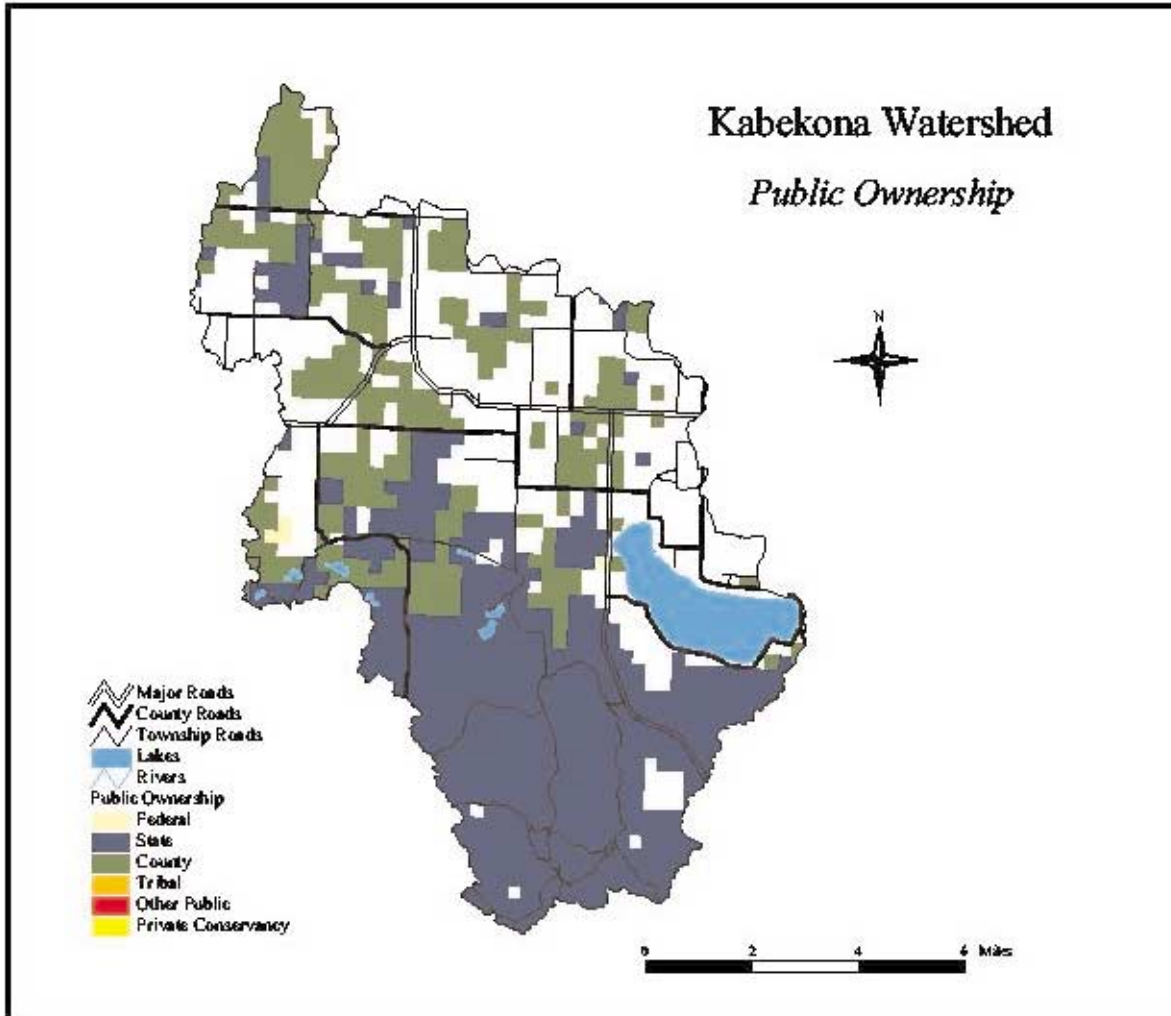 Kabekona Watershed
Public Ownership
N
Major Roads
County Roads
Township Roads
Lakes
Rivers
Public Ownership
Federal
State
County
Tribal
Other Public
Private Conservancy
0 2 4 6 Miles